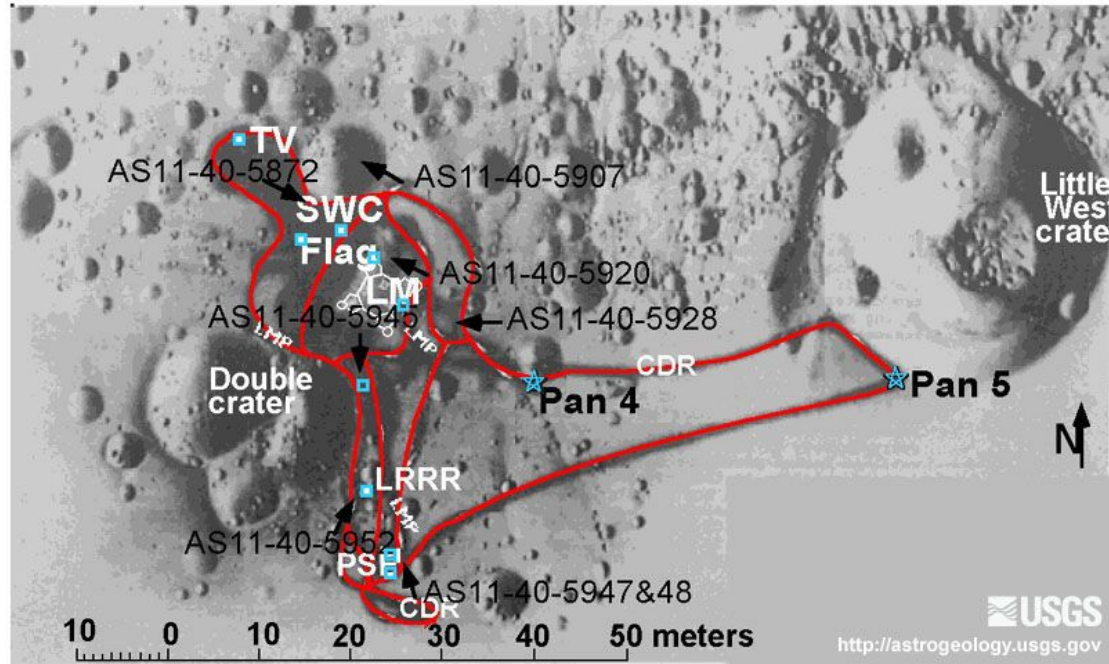 TV
AS11-40-5872
AS11-40-5907
SWC
Flag
Little
West
crater
AS11-40-5920
LM
AS11-40-5945
AS11-40-5928
LMP
LMP
CDR
Double
crater
Pan 4
Pan 5
N
LRRR
LMP
AS11-40-5952
PSE
AS11-40-5947&48
CDR
10 0 10 20 30 40 50 meters
USGS
http://astrogeology.usgs.gov